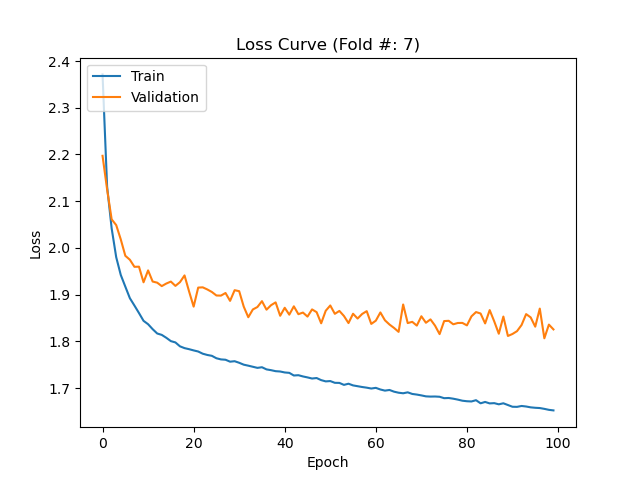 Loss Curve (Fold #: 7)
Train
Validation
2.4
2.3
2.2
2.1
2.0
1.9
1.8
1.7
Loss
0 20 40 60 80 100
Epoch